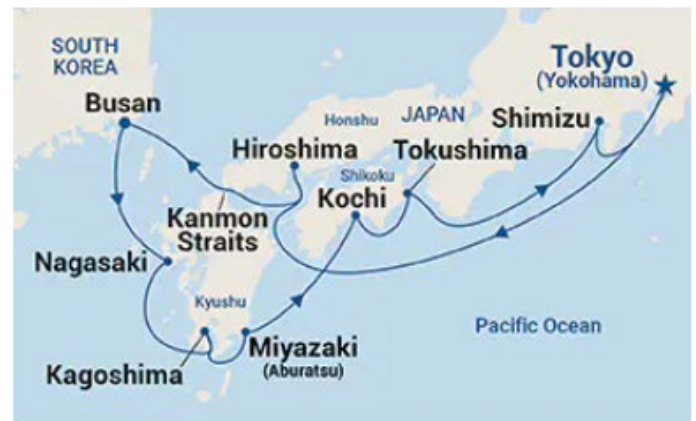 SOUTH
KOREA
Tokyo
(Yokohama)
Busan
Honshu
JAPAN
Shimizu
Hiroshima
Tokushima
Shikoku
Kochi
Kanmon
Straits
Nagasaki
Kyushu
Pacific Ocean
Miyazaki
(Aburatsu)
Kagoshima